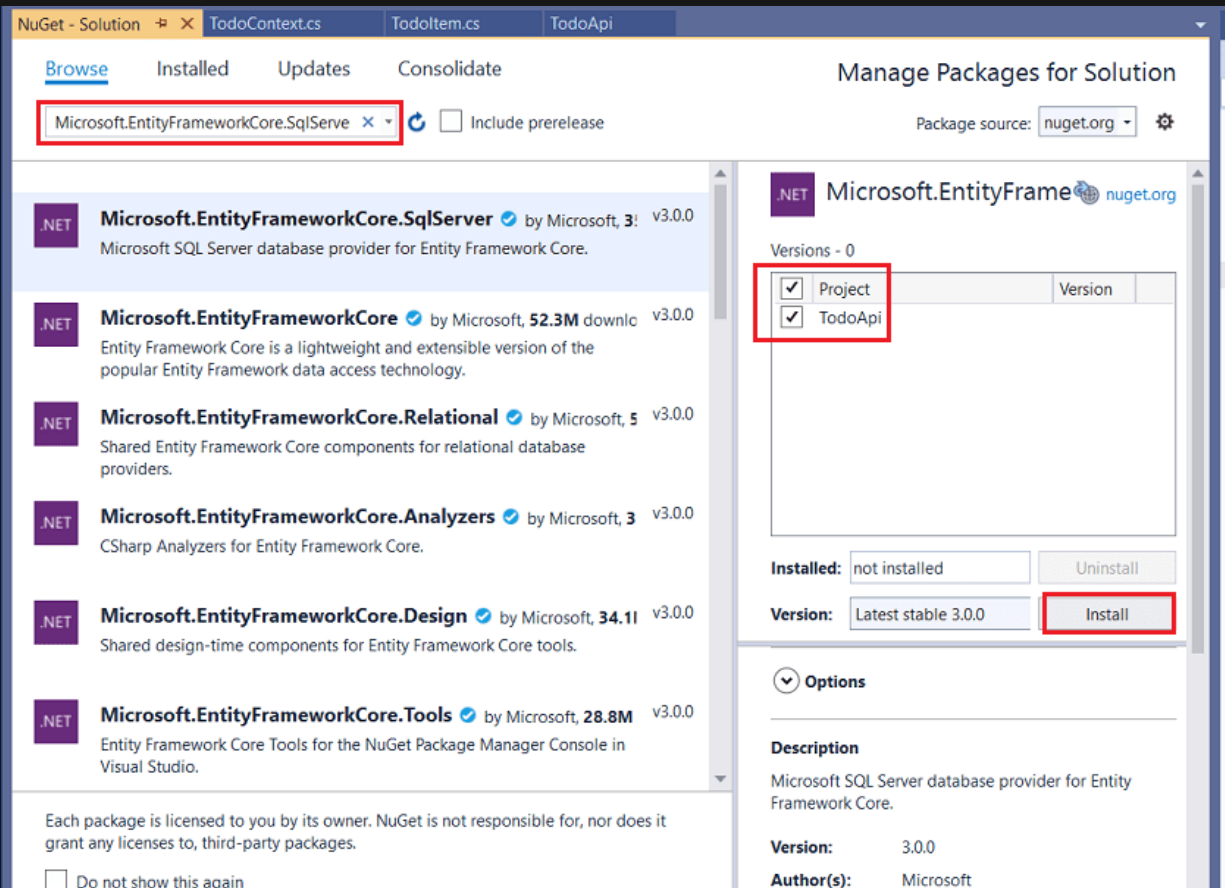 NuGet - Solution TodoContext.cs TodoItem.cs TodoApi
Browse Installed Updates Consolidate
Manage Packages for Solution
Microsoft.EntityFrameworkCore.SqlServe
Include prerelease
Package source: nuget.org
.NET
Microsoft.EntityFrameworkCore.SqlServer by Microsoft, v3.0.0
Microsoft SQL Server database provider for Entity Framework Core.
.NET
Microsoft.EntityFrameworkCore by Microsoft, 52.3M downlo v3.0.0
Entity Framework Core is a lightweight and extensible version of the
popular Entity Framework data access technology.
.NET
Microsoft.EntityFrameworkCore.Relational by Microsoft, 5 v3.0.0
Shared Entity Framework Core components for relational database
providers.
.NET
Microsoft.EntityFrameworkCore.Analyzers by Microsoft, 3 v3.0.0
CSharp Analyzers for Entity Framework Core.
.NET
Microsoft.EntityFrameworkCore.Design by Microsoft, 34.1 v3.0.0
Shared design-time components for Entity Framework Core tools.
.NET
Microsoft.EntityFrameworkCore.Tools by Microsoft, 28.8M v3.0.0
Entity Framework Core Tools for the NuGet Package Manager Console in
Visual Studio.
Each package is licensed to you by its owner. NuGet is not responsible for, nor does it
grant any licenses to, third-party packages.
Do not show this again
.NET
Microsoft.EntityFrame nuget.org
Versions - 0
Project Version
TodoApi
Installed: not installed Uninstall
Version: Latest stable 3.0.0 Install
Options
Description
Microsoft SQL Server database provider for Entity
Framework Core.
Version: 3.0.0
Author(s): Microsoft